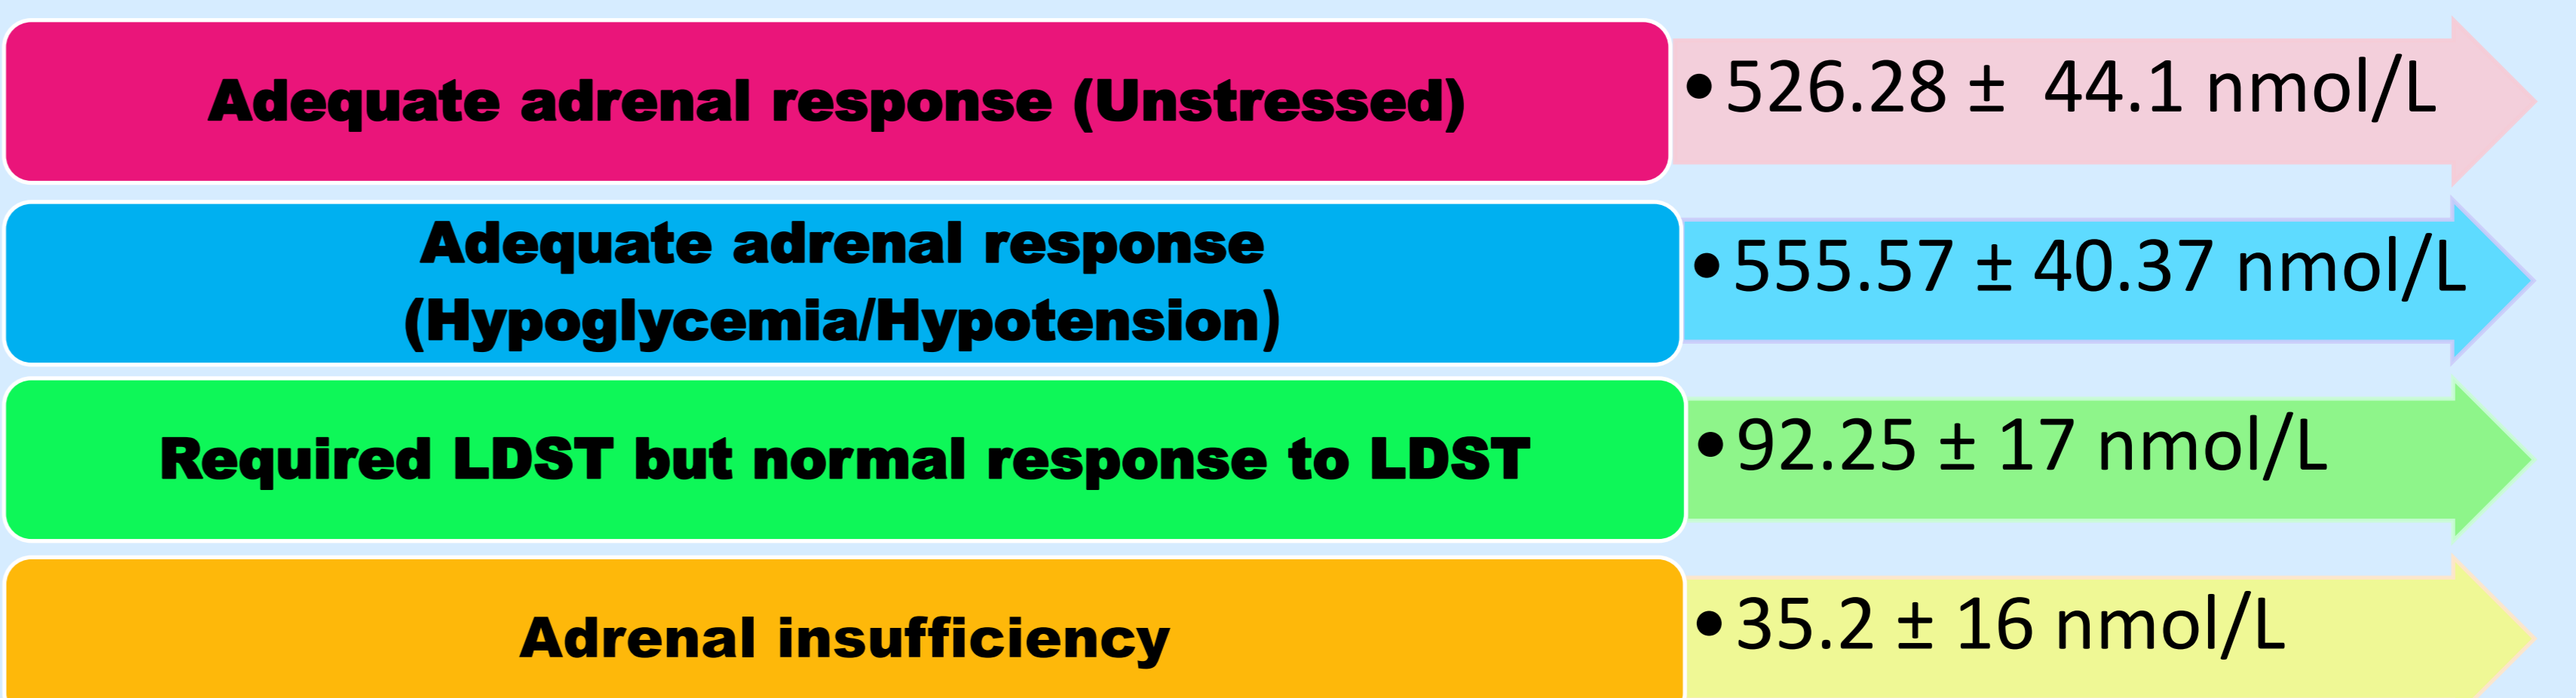 Adequate adrenal response (Unstressed)
•526.28 ±  44.1 nmol/L
Adequate adrenal response
(Hypoglycemia/Hypotension)
•555.57 ± 40.37 nmol/L
Required LDST but normal response to LDST
•92.25 ± 17 nmol/L
Adrenal insufficiency
•35.2 ± 16 nmol/L